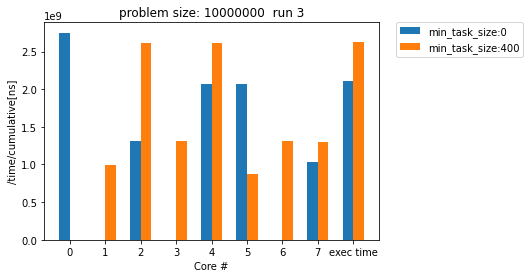 problem size: 10000000  run 3
1e9
min_task_size:0
min_task_size:400
/time/cumulative[ns]
2.5
2.0
1.5
1.0
0.5
0.0
0 1 2 3 4 5 6 7 exec time
Core #